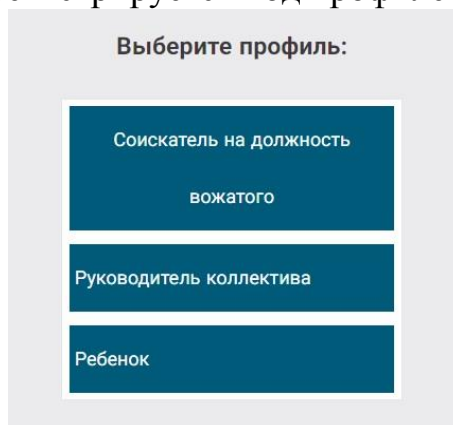 Выберите профиль:
Соискатель на должность
вожатого
Руководитель коллектива
Ребенок